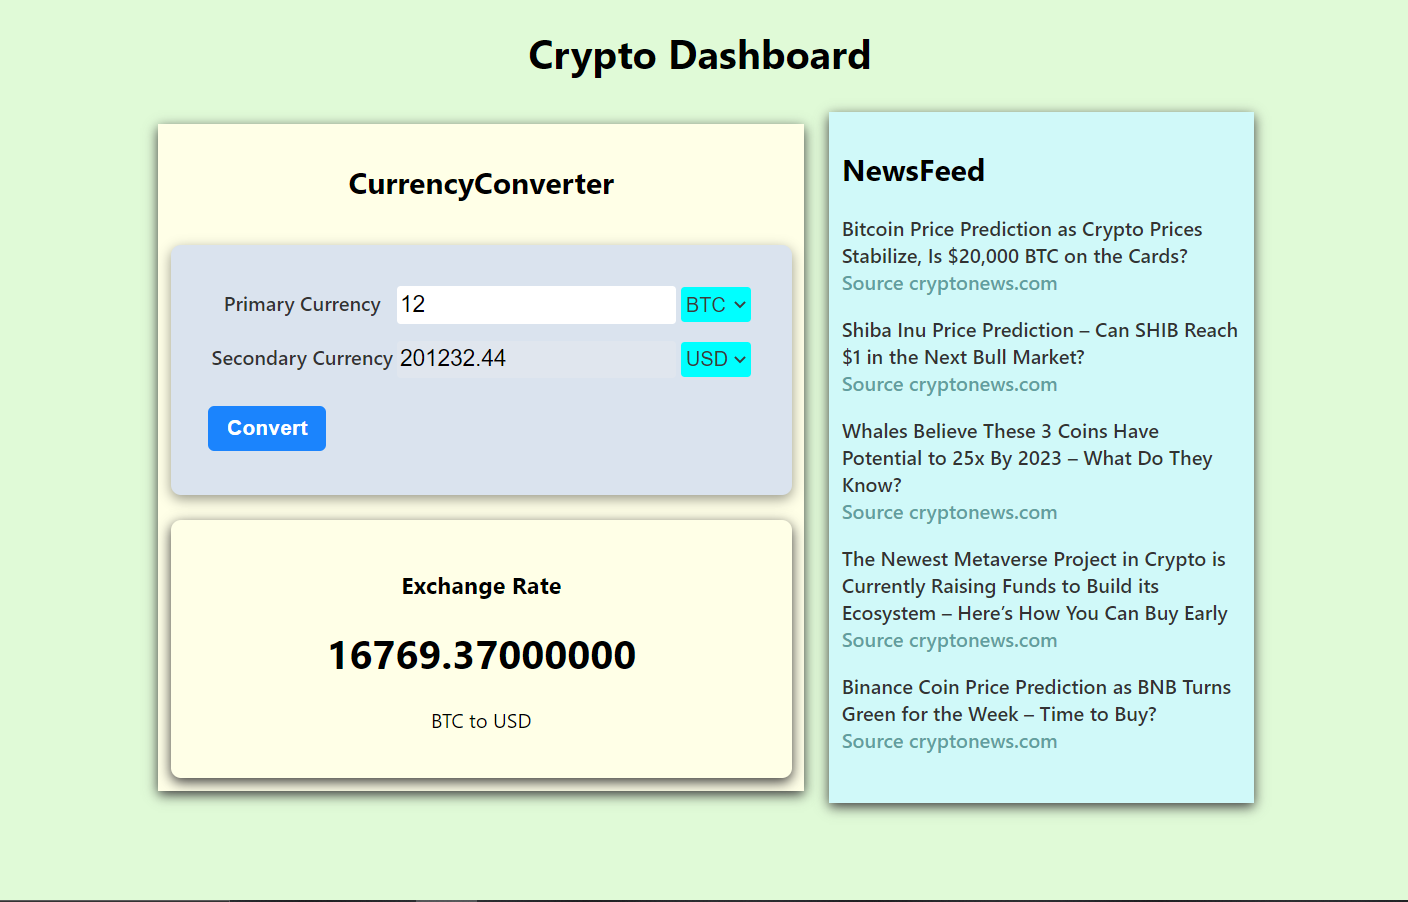 Crypto Dashboard
CurrencyConverter
Primary Currency 12 BTC
Secondary Currency 201232.44 USD
Convert
Exchange Rate
16769.37000000
BTC to USD
NewsFeed
Bitcoin Price Prediction as Crypto Prices
Stabilize, Is $20,000 BTC on the Cards?
Source cryptonews.com
Shiba Inu Price Prediction – Can SHIB Reach
$1 in the Next Bull Market?
Source cryptonews.com
Whales Believe These 3 Coins Have
Potential to 25x By 2023 – What Do They
Know?
Source cryptonews.com
The Newest Metaverse Project in Crypto is
Currently Raising Funds to Build its
Ecosystem – Here’s How You Can Buy Early
Source cryptonews.com
Binance Coin Price Prediction as BNB Turns
Green for the Week – Time to Buy?
Source cryptonews.com